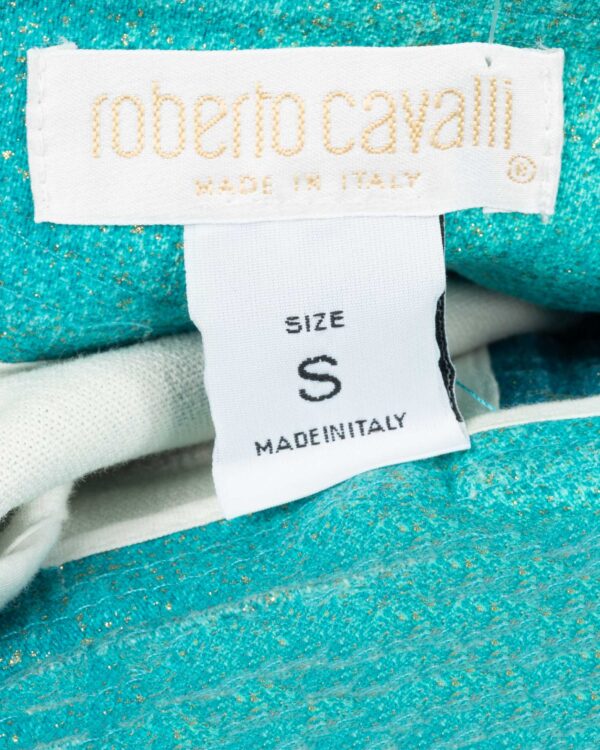 roberto cavalli
MADE IN ITALY ®
SIZE
S
MADEINITALY